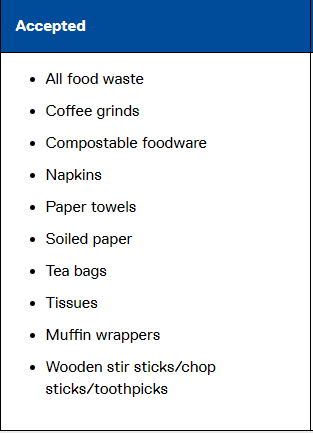 Accepted
• All food waste
• Coffee grinds
• Compostable foodware
• Napkins
• Paper towels
• Soiled paper
• Tea bags
• Tissues
• Muffin wrappers
• Wooden stir sticks/chop
sticks/toothpicks